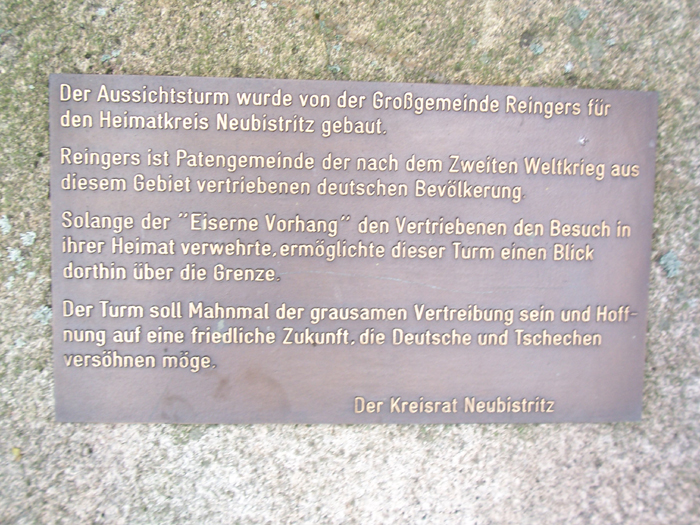 Der Aussichtsturm wurde von der Großgemeinde Reingers für
den Heimatkreis Neubistritz gebaut.
Reingers ist Patengemeinde der nach dem Zweiten Weltkrieg aus
diesem Gebiet vertriebenen deutschen Bevölkerung.
Solange der "Eiserne Vorhang" den Vertriebenen den Besuch in
ihrer Heimat verwehrte, ermöglichte dieser Turm einen Blick
dorthin über die Grenze.
Der Turm soll Mahnmal der grausamen Vertreibung sein und Hoff-
nung auf eine friedliche Zukunft, die Deutsche und Tschechen
versöhnen möge.
Der Kreisrat Neubistritz